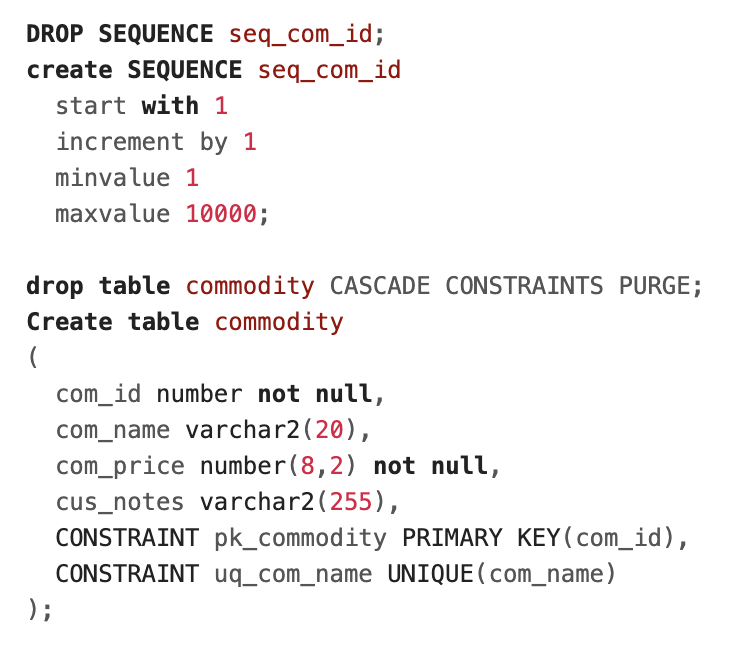 DROP SEQUENCE seq_com_id;
create SEQUENCE seq_com_id
  start with 1
  increment by 1
  minvalue 1
  maxvalue 10000;

drop table commodity CASCADE CONSTRAINTS PURGE;
Create table commodity
(
  com_id number not null,
  com_name varchar2(20),
  com_price number(8,2) not null,
  cus_notes varchar2(255),
  CONSTRAINT pk_commodity PRIMARY KEY(com_id),
  CONSTRAINT uq_com_name UNIQUE(com_name)
);